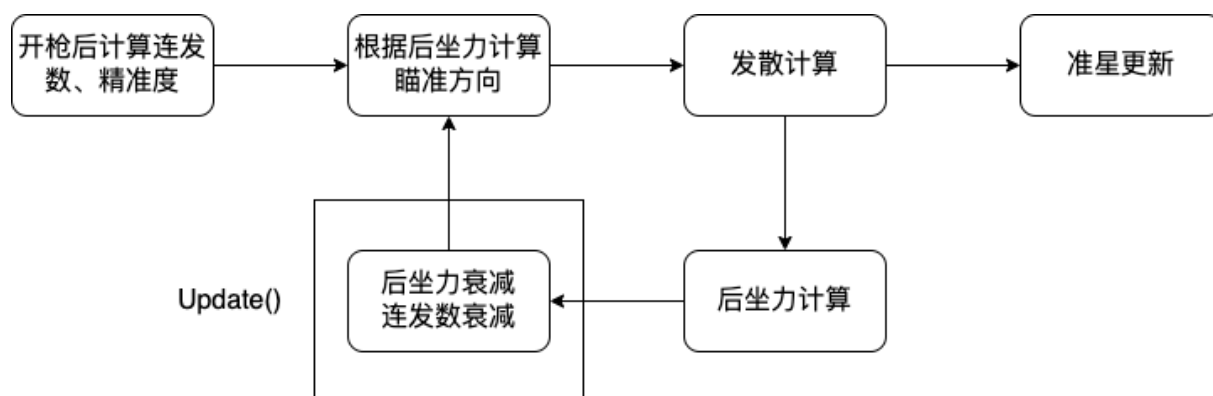 开枪后计算连发
数、精准度
根据后坐力计算
瞄准方向
发散计算
准星更新
Update()
后坐力衰减
连发数衰减
后坐力计算